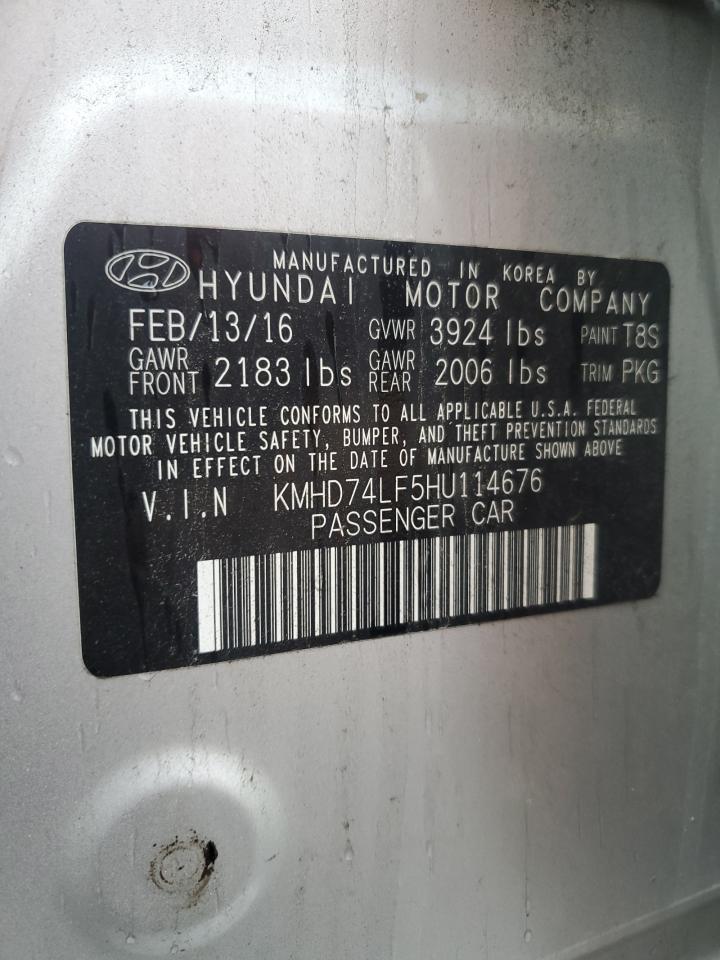 MANUFACTURED IN KOREA BY
HYUNDAI MOTOR COMPANY
FEB/13/16 GVWR 3924 lbs PAINT T8S
GAWR FRONT 2183 lbs GAWR REAR 2006 lbs TRIM PKG
THIS VEHICLE CONFORMS TO ALL APPLICABLE U.S.A. FEDERAL
MOTOR VEHICLE SAFETY, BUMPER, AND THEFT PREVENTION STANDARDS
IN EFFECT ON THE DATE OF MANUFACTURE SHOWN ABOVE
V.I.N KMHD74LF5HU114676
PASSENGER CAR